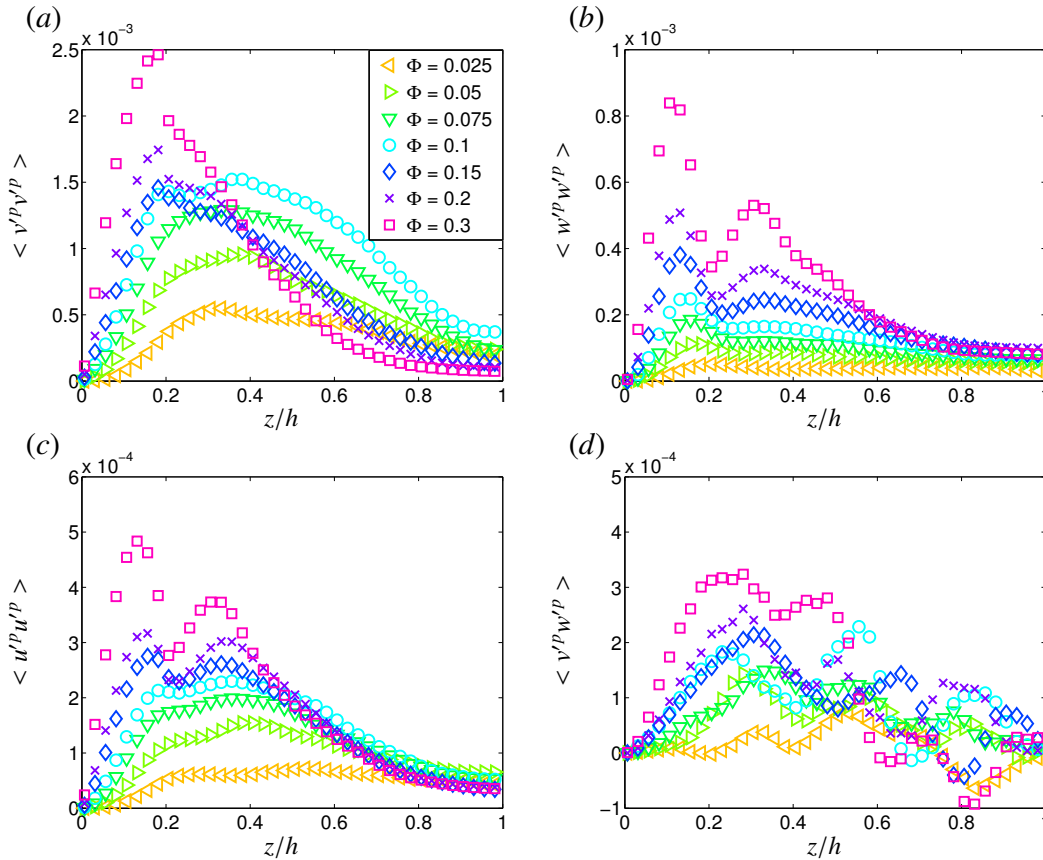 (a)
x 10⁻³
2.5
2
1.5
1
0.5
0
< v′ᵖv′ᵖ >
0 0.2 0.4 0.6 0.8 1
z/h
Φ = 0.025
Φ = 0.05
Φ = 0.075
Φ = 0.1
Φ = 0.15
Φ = 0.2
Φ = 0.3
(b)
x 10⁻³
1
0.8
0.6
0.4
0.2
0
< w′ᵖw′ᵖ >
0 0.2 0.4 0.6 0.8 1
z/h
(c)
x 10⁻⁴
6
5
4
3
2
1
0
< u′ᵖu′ᵖ >
0 0.2 0.4 0.6 0.8 1
z/h
(d)
x 10⁻⁴
5
4
3
2
1
0
−1
< v′ᵖw′ᵖ >
0 0.2 0.4 0.6 0.8 1
z/h